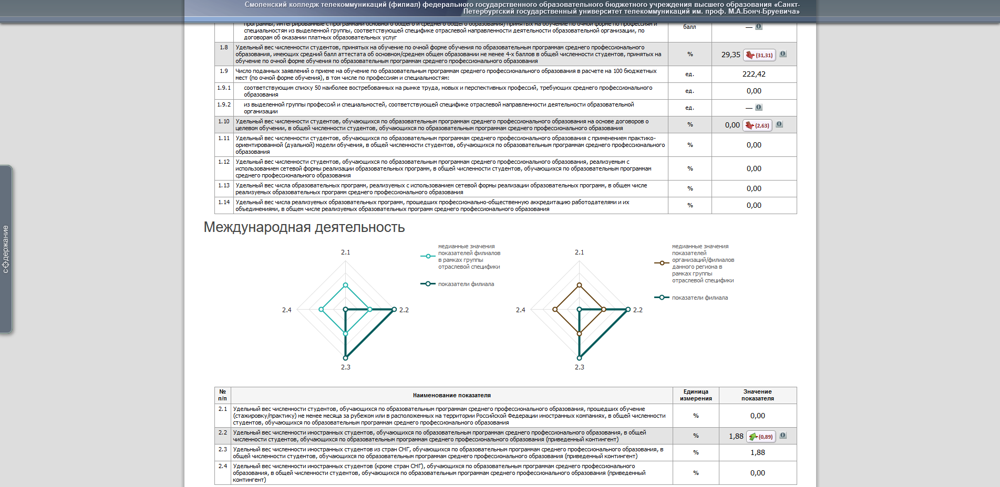 Смоленский колледж телекоммуникаций (филиал) федерального государственного образовательного бюджетного учреждения высшего образования «Санкт-
Петербургский государственный университет телекоммуникаций им. проф. М.А.Бонч-Бруевича»
программы, интегрированные с программами основного общего и среднего общего образования) принятых на обучение по очной форме по профессиям и
специальностям из выделенной группы, соответствующей специфике отраслевой направленности деятельности образовательной организации, по
договорам об оказании платных образовательных услуг
балл
—
1.8
Удельный вес численности студентов, принятых на обучение по очной форме обучения по образовательным программам среднего профессионального
образования, имеющих средний балл аттестата об основном/среднем общем образовании не менее 4-х баллов в общей численности студентов, принятых на
обучение по очной форме обучения по образовательным программам среднего профессионального образования
%
29,35 (31,31)
1.9
Число поданных заявлений о приеме на обучение по образовательным программам среднего профессионального образования в расчете на 100 бюджетных
мест (по очной форме обучения), в том числе по профессиям и специальностям:
ед.
222,42
1.9.1
соответствующим списку 50 наиболее востребованных на рынке труда, новых и перспективных профессий, требующих среднего профессионального
образования
ед.
0,00
1.9.2
из выделенной группы профессий и специальностей, соответствующей специфике отраслевой направленности деятельности образовательной
организации
ед.
—
1.10
Удельный вес численности студентов, обучающихся по образовательным программам среднего профессионального образования на основе договоров о
целевом обучении, в общей численности студентов, обучающихся по образовательным программам среднего профессионального образования
%
0,00 (2,63)
1.11
Удельный вес численности студентов, обучающихся по образовательным программам среднего профессионального образования с применением практико-
ориентированной (дуальной) модели обучения, в общей численности студентов, обучающихся по образовательным программам среднего профессионального
образования
%
0,00
1.12
Удельный вес численности студентов, обучающихся по образовательным программам среднего профессионального образования, реализуемым с
использованием сетевой формы реализации образовательных программ, в общей численности студентов, обучающихся по образовательным программам
среднего профессионального образования
%
0,00
1.13
Удельный вес числа образовательных программ, реализуемых с использованием сетевой формы реализации образовательных программ, в общем числе
реализуемых образовательных программ среднего профессионального образования
%
0,00
1.14
Удельный вес числа реализуемых образовательных программ, прошедших профессионально-общественную аккредитацию работодателями и их
объединениями, в общем числе реализуемых образовательных программ среднего профессионального образования
%
0,00
содержание
Международная деятельность
2.1
2.2
2.3
2.4
медианные значения
показателей филиалов
в рамках группы
отраслевой специфики
показатели филиала
2.1
2.2
2.3
2.4
медианные значения
показателей
организаций/филиалов
данного региона в
рамках группы
отраслевой специфики
показатели филиала
№
п/п
Наименование показателя
Единица
измерения
Значение
показателя
2.1
Удельный вес численности студентов, обучающихся по образовательным программам среднего профессионального образования, прошедших обучение
(стажировку/практику) не менее месяца за рубежом или в расположенных на территории Российской Федерации иностранных компаниях, в общей численности
студентов, обучающихся по образовательным программам среднего профессионального образования
%
0,00
2.2
Удельный вес численности иностранных студентов, обучающихся по образовательным программам среднего профессионального образования, в общей
численности студентов, обучающихся по образовательным программам среднего профессионального образования (приведенный контингент)
%
1,88 (0,89)
2.3
Удельный вес численности иностранных студентов из стран СНГ, обучающихся по образовательным программам среднего профессионального образования, в
общей численности студентов, обучающихся по образовательным программам среднего профессионального образования (приведенный контингент)
%
1,88
2.4
Удельный вес численности иностранных студентов (кроме стран СНГ), обучающихся по образовательным программам среднего профессионального
образования, в общей численности студентов, обучающихся по образовательным программам среднего профессионального образования (приведенный
контингент)
%
0,00